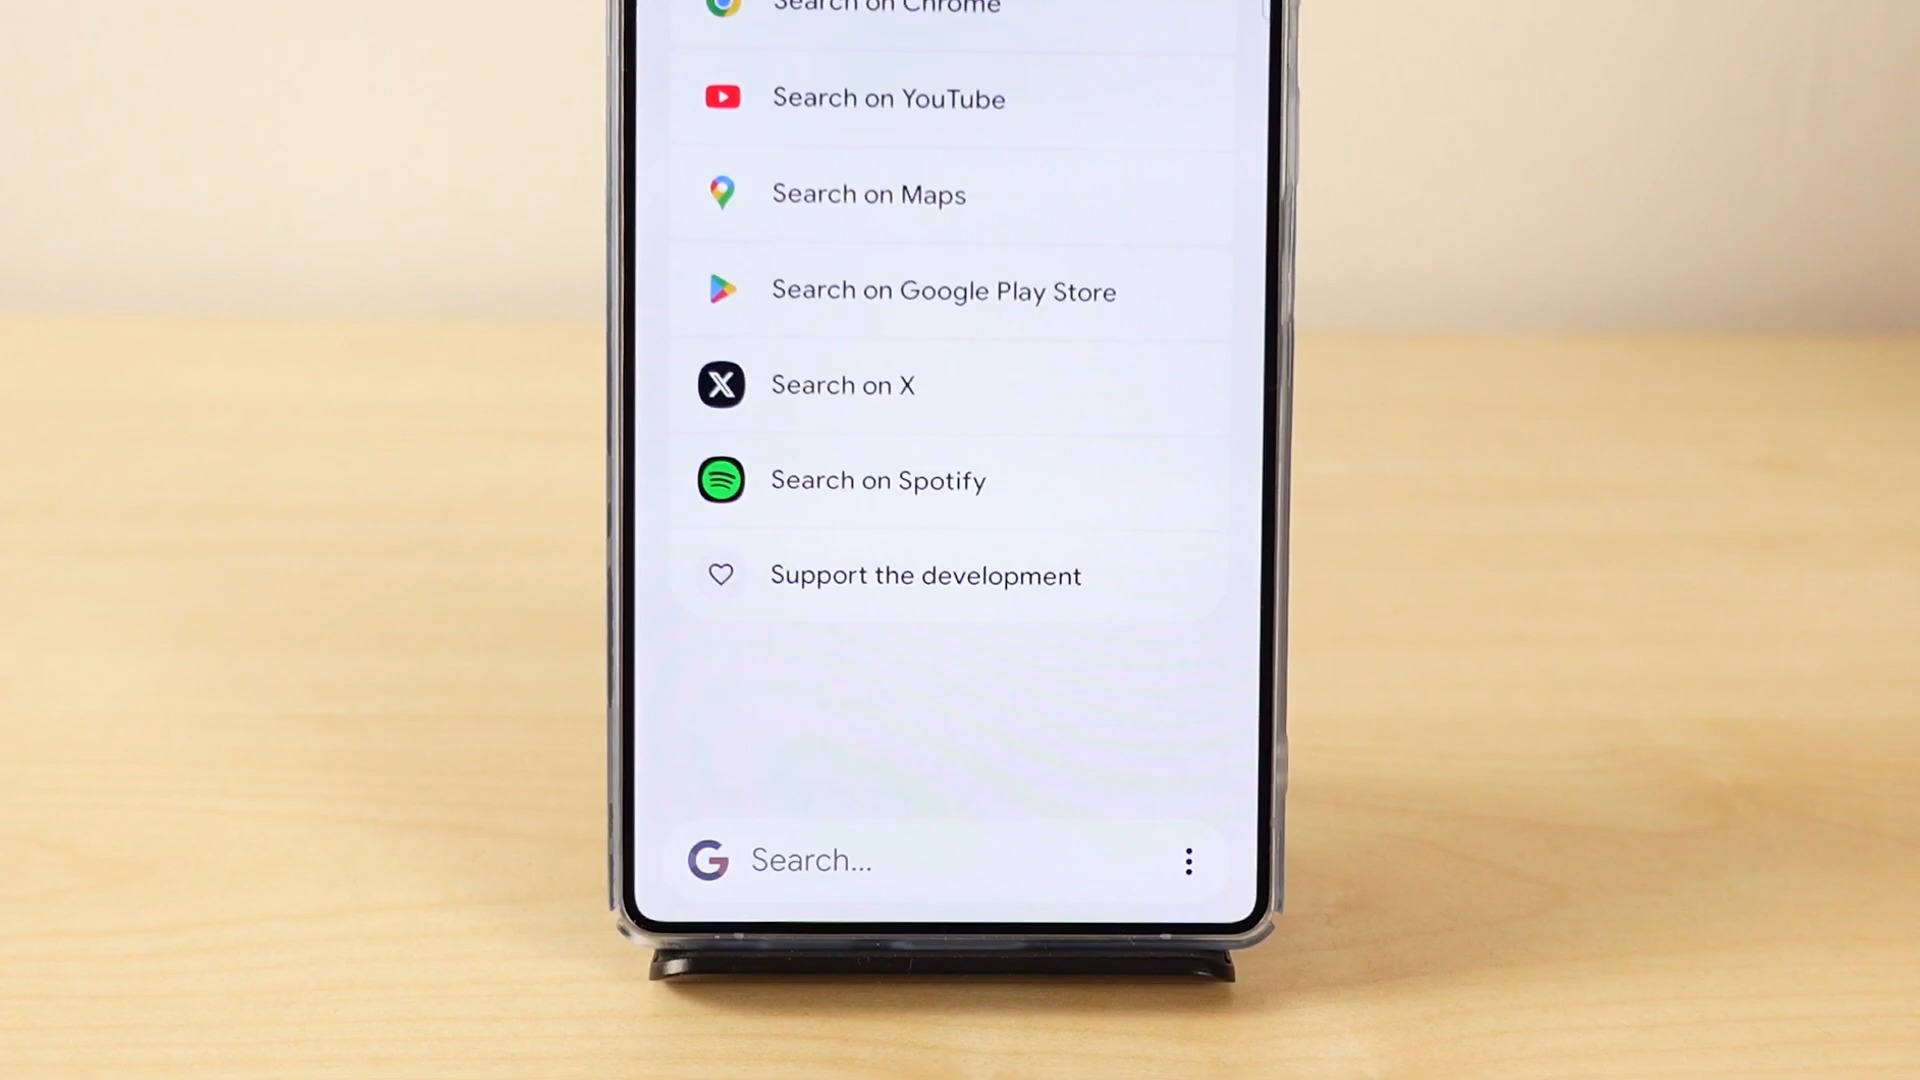 Search on Chrome
Search on YouTube
Search on Maps
Search on Google Play Store
Search on X
Search on Spotify
Support the development
Search...